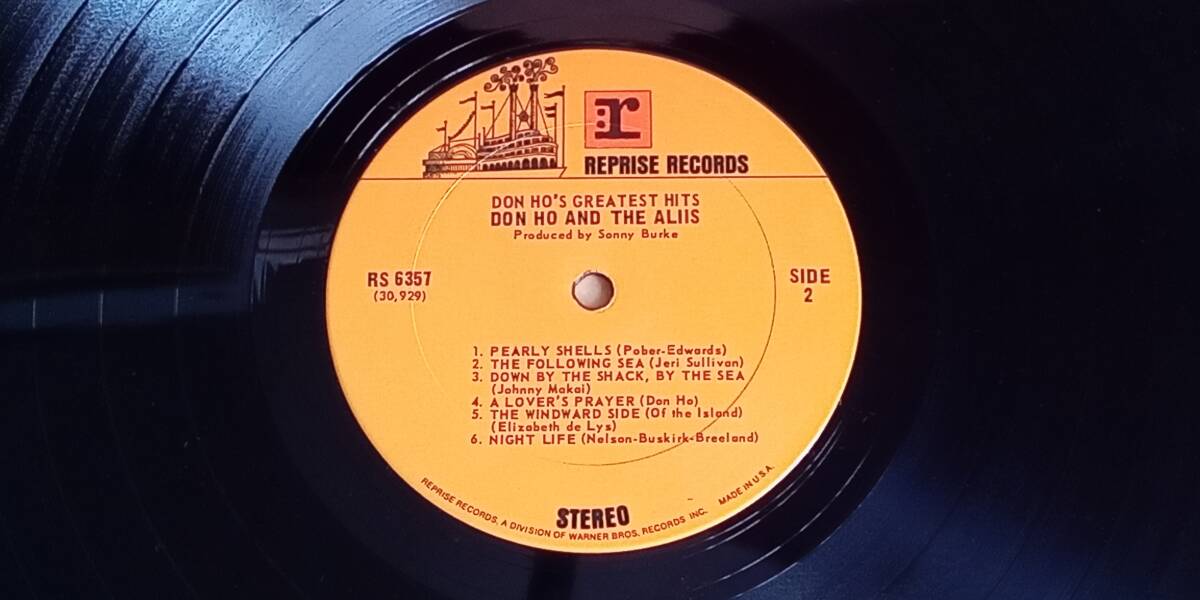 r:
REPRISE RECORDS
DON HO'S GREATEST HITS
DON HO AND THE ALIIS
Produced by Sonny Burke
RS 6357
(30,929)
SIDE
2
1. PEARLY SHELLS (Pober-Edwards)
2. THE FOLLOWING SEA (Jeri Sullivan)
3. DOWN BY THE SHACK, BY THE SEA
(Johnny Makai)
4. A LOVER'S PRAYER (Don Ho)
5. THE WINDWARD SIDE (Of the Island)
(Elizabeth de Lys)
6. NIGHT LIFE (Nelson-Buskirk-Breeland)
STEREO
REPRISE RECORDS, A DIVISION OF WARNER BROS. RECORDS INC. MADE IN U.S.A.